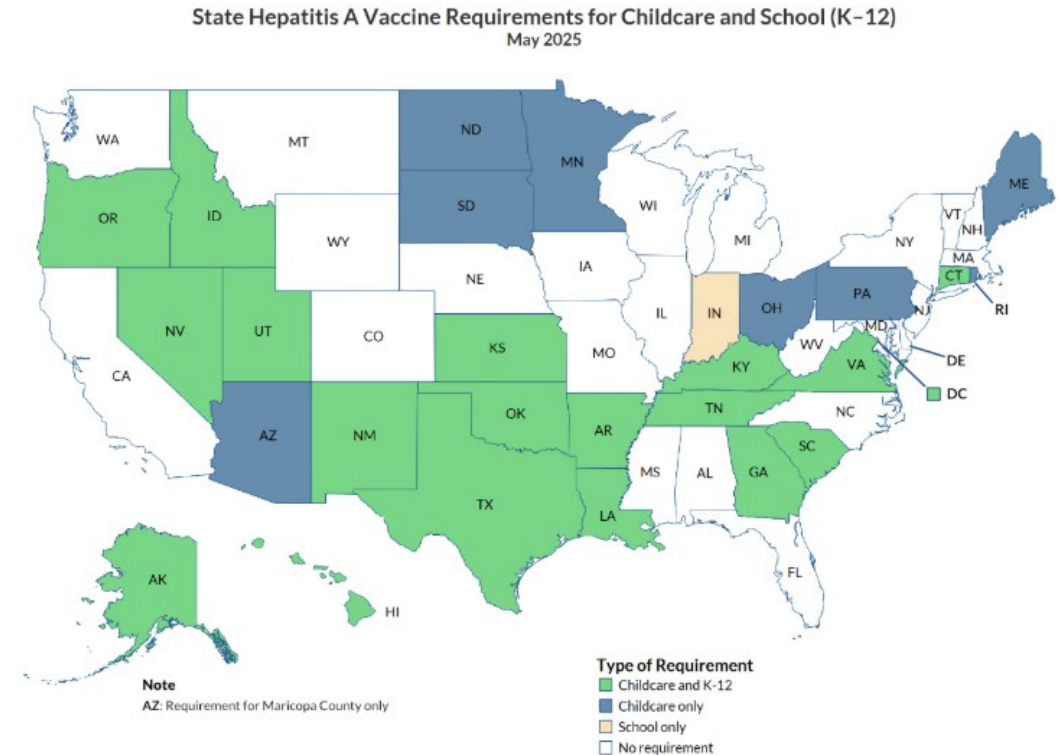 State Hepatitis A Vaccine Requirements for Childcare and School (K–12)
May 2025
WA
MT
ND
MN
ME
OR
ID
SD
WI
VT
NH
WY
MI
NY
MA
NE
IA
CT
RI
NV
UT
CO
IL
IN
OH
PA
NJ
KS
MO
WV
MD
DE
CA
KY
VA
DC
AZ
NM
OK
AR
TN
NC
SC
MS
AL
GA
TX
LA
FL
AK
HI
Note
AZ: Requirement for Maricopa County only
Type of Requirement
Childcare and K-12
Childcare only
School only
No requirement